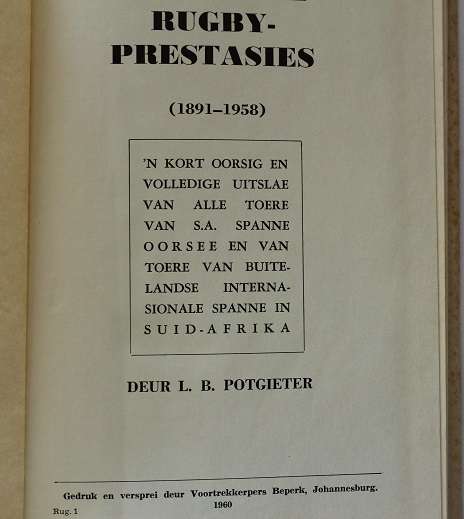 RUGBY-
PRESTASIES
(1891–1958)
'N KORT OORSIG EN
VOLLEDIGE UITSLAE
VAN ALLE TOERE
VAN S.A. SPANNE
OORSEE EN VAN
TOERE VAN BUITE-
LANDSE INTERNA-
SIONALE SPANNE IN
SUID-AFRIKA
DEUR L. B. POTGIETER
Gedruk en versprei deur Voortrekkerpers Beperk, Johannesburg.
1960
Rug. 1